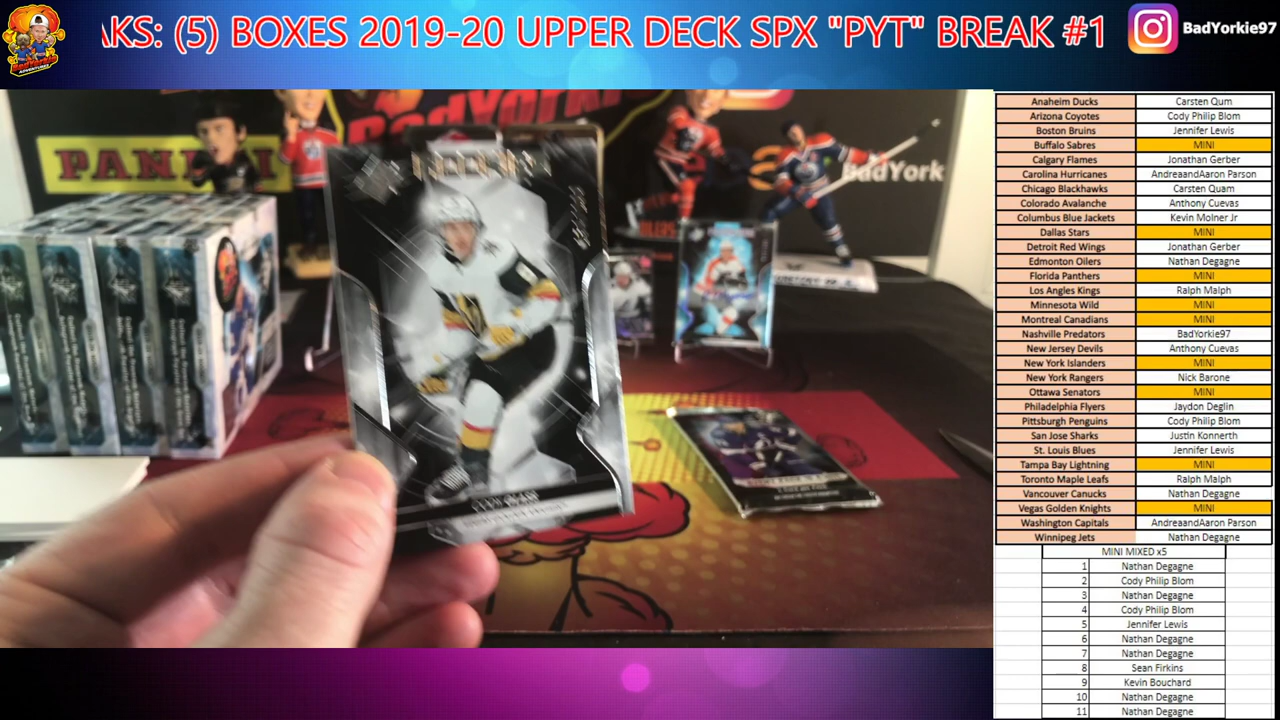 AKS: (5) BOXES 2019-20 UPPER DECK SPX "PYT" BREAK #1
BadYorkie97
PANINI
BadYork
Anaheim Ducks Carsten Qum
Arizona Coyotes Cody Philip Blom
Boston Bruins Jennifer Lewis
Buffalo Sabres MINI
Calgary Flames Jonathan Gerber
Carolina Hurricanes AndreaandAaron Parson
Chicago Blackhawks Carsten Quam
Colorado Avalanche Anthony Cuevas
Columbus Blue Jackets Kevin Molner Jr
Dallas Stars MINI
Detroit Red Wings Jonathan Gerber
Edmonton Oilers Nathan Degagne
Florida Panthers MINI
Los Angeles Kings Ralph Malph
Minnesota Wild MINI
Montreal Canadians MINI
Nashville Predators BadYorkie97
New Jersey Devils Anthony Cuevas
New York Islanders MINI
New York Rangers Nick Barone
Ottawa Senators MINI
Philadelphia Flyers Jaydon Deglin
Pittsburgh Penguins Cody Philip Blom
San Jose Sharks Justin Konnerth
St. Louis Blues Jennifer Lewis
Tampa Bay Lightning MINI
Toronto Maple Leafs Ralph Malph
Vancouver Canucks Nathan Degagne
Vegas Golden Knights MINI
Washington Capitals AndreaandAaron Parson
Winnipeg Jets Nathan Degagne
MINI MIXED x5
1 Nathan Degagne
2 Cody Philip Blom
3 Nathan Degagne
4 Cody Philip Blom
5 Jennifer Lewis
6 Nathan Degagne
7 Nathan Degagne
8 Sean Firkins
9 Kevin Bouchard
10 Nathan Degagne
11 Nathan Degagne